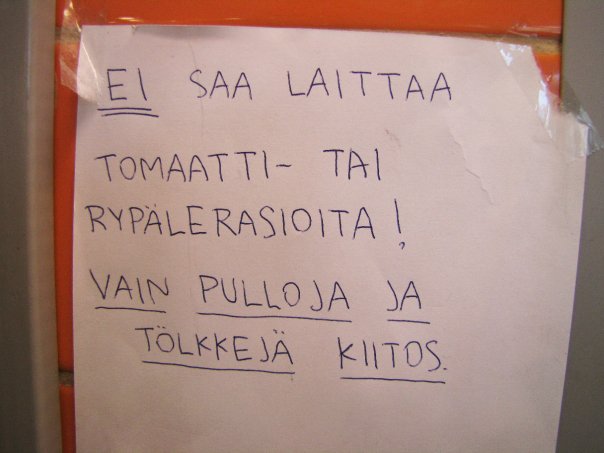 EI SAA LAITTAA
TOMAATTI- TAI
RYPÄLERASIOITA!
VAIN PULLOJA JA
TÖLKKEJÄ KIITOS.